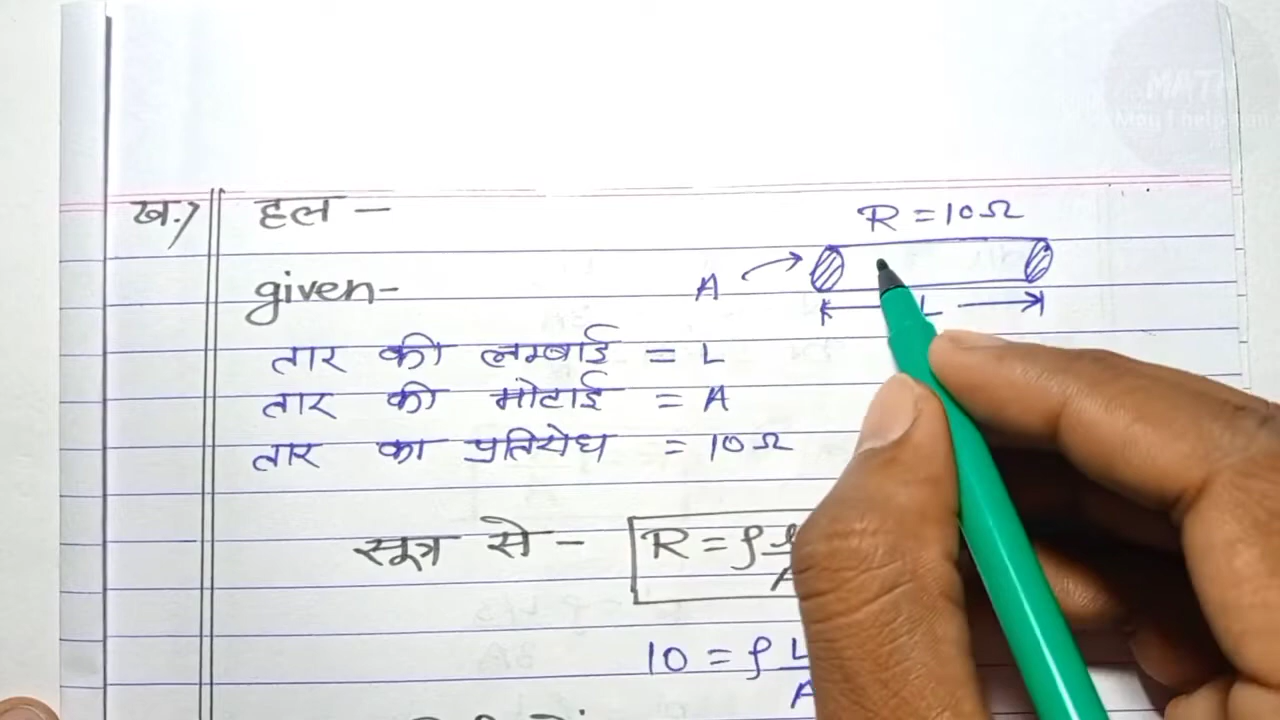 ख.) हल -
R = 10Ω
given-
A
L
तार की लम्बाई = L
तार की मोटाई = A
तार का प्रतिरोध = 10Ω
सूत्र से - R = ρ
A
10 = ρ L
A